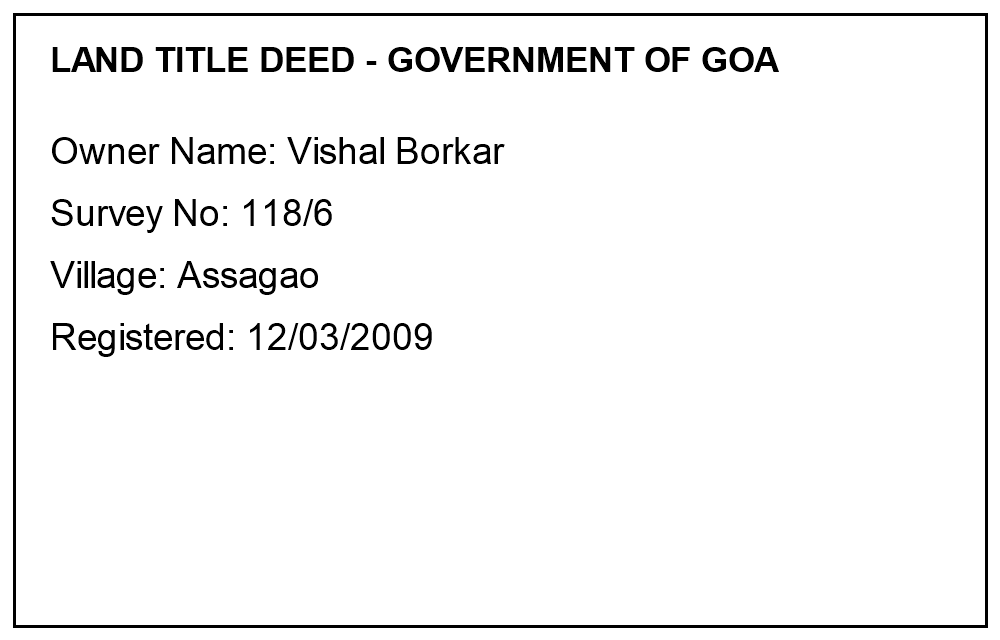 LAND TITLE DEED - GOVERNMENT OF GOA
Owner Name: Vishal Borkar
Survey No: 118/6
Village: Assagao
Registered: 12/03/2009